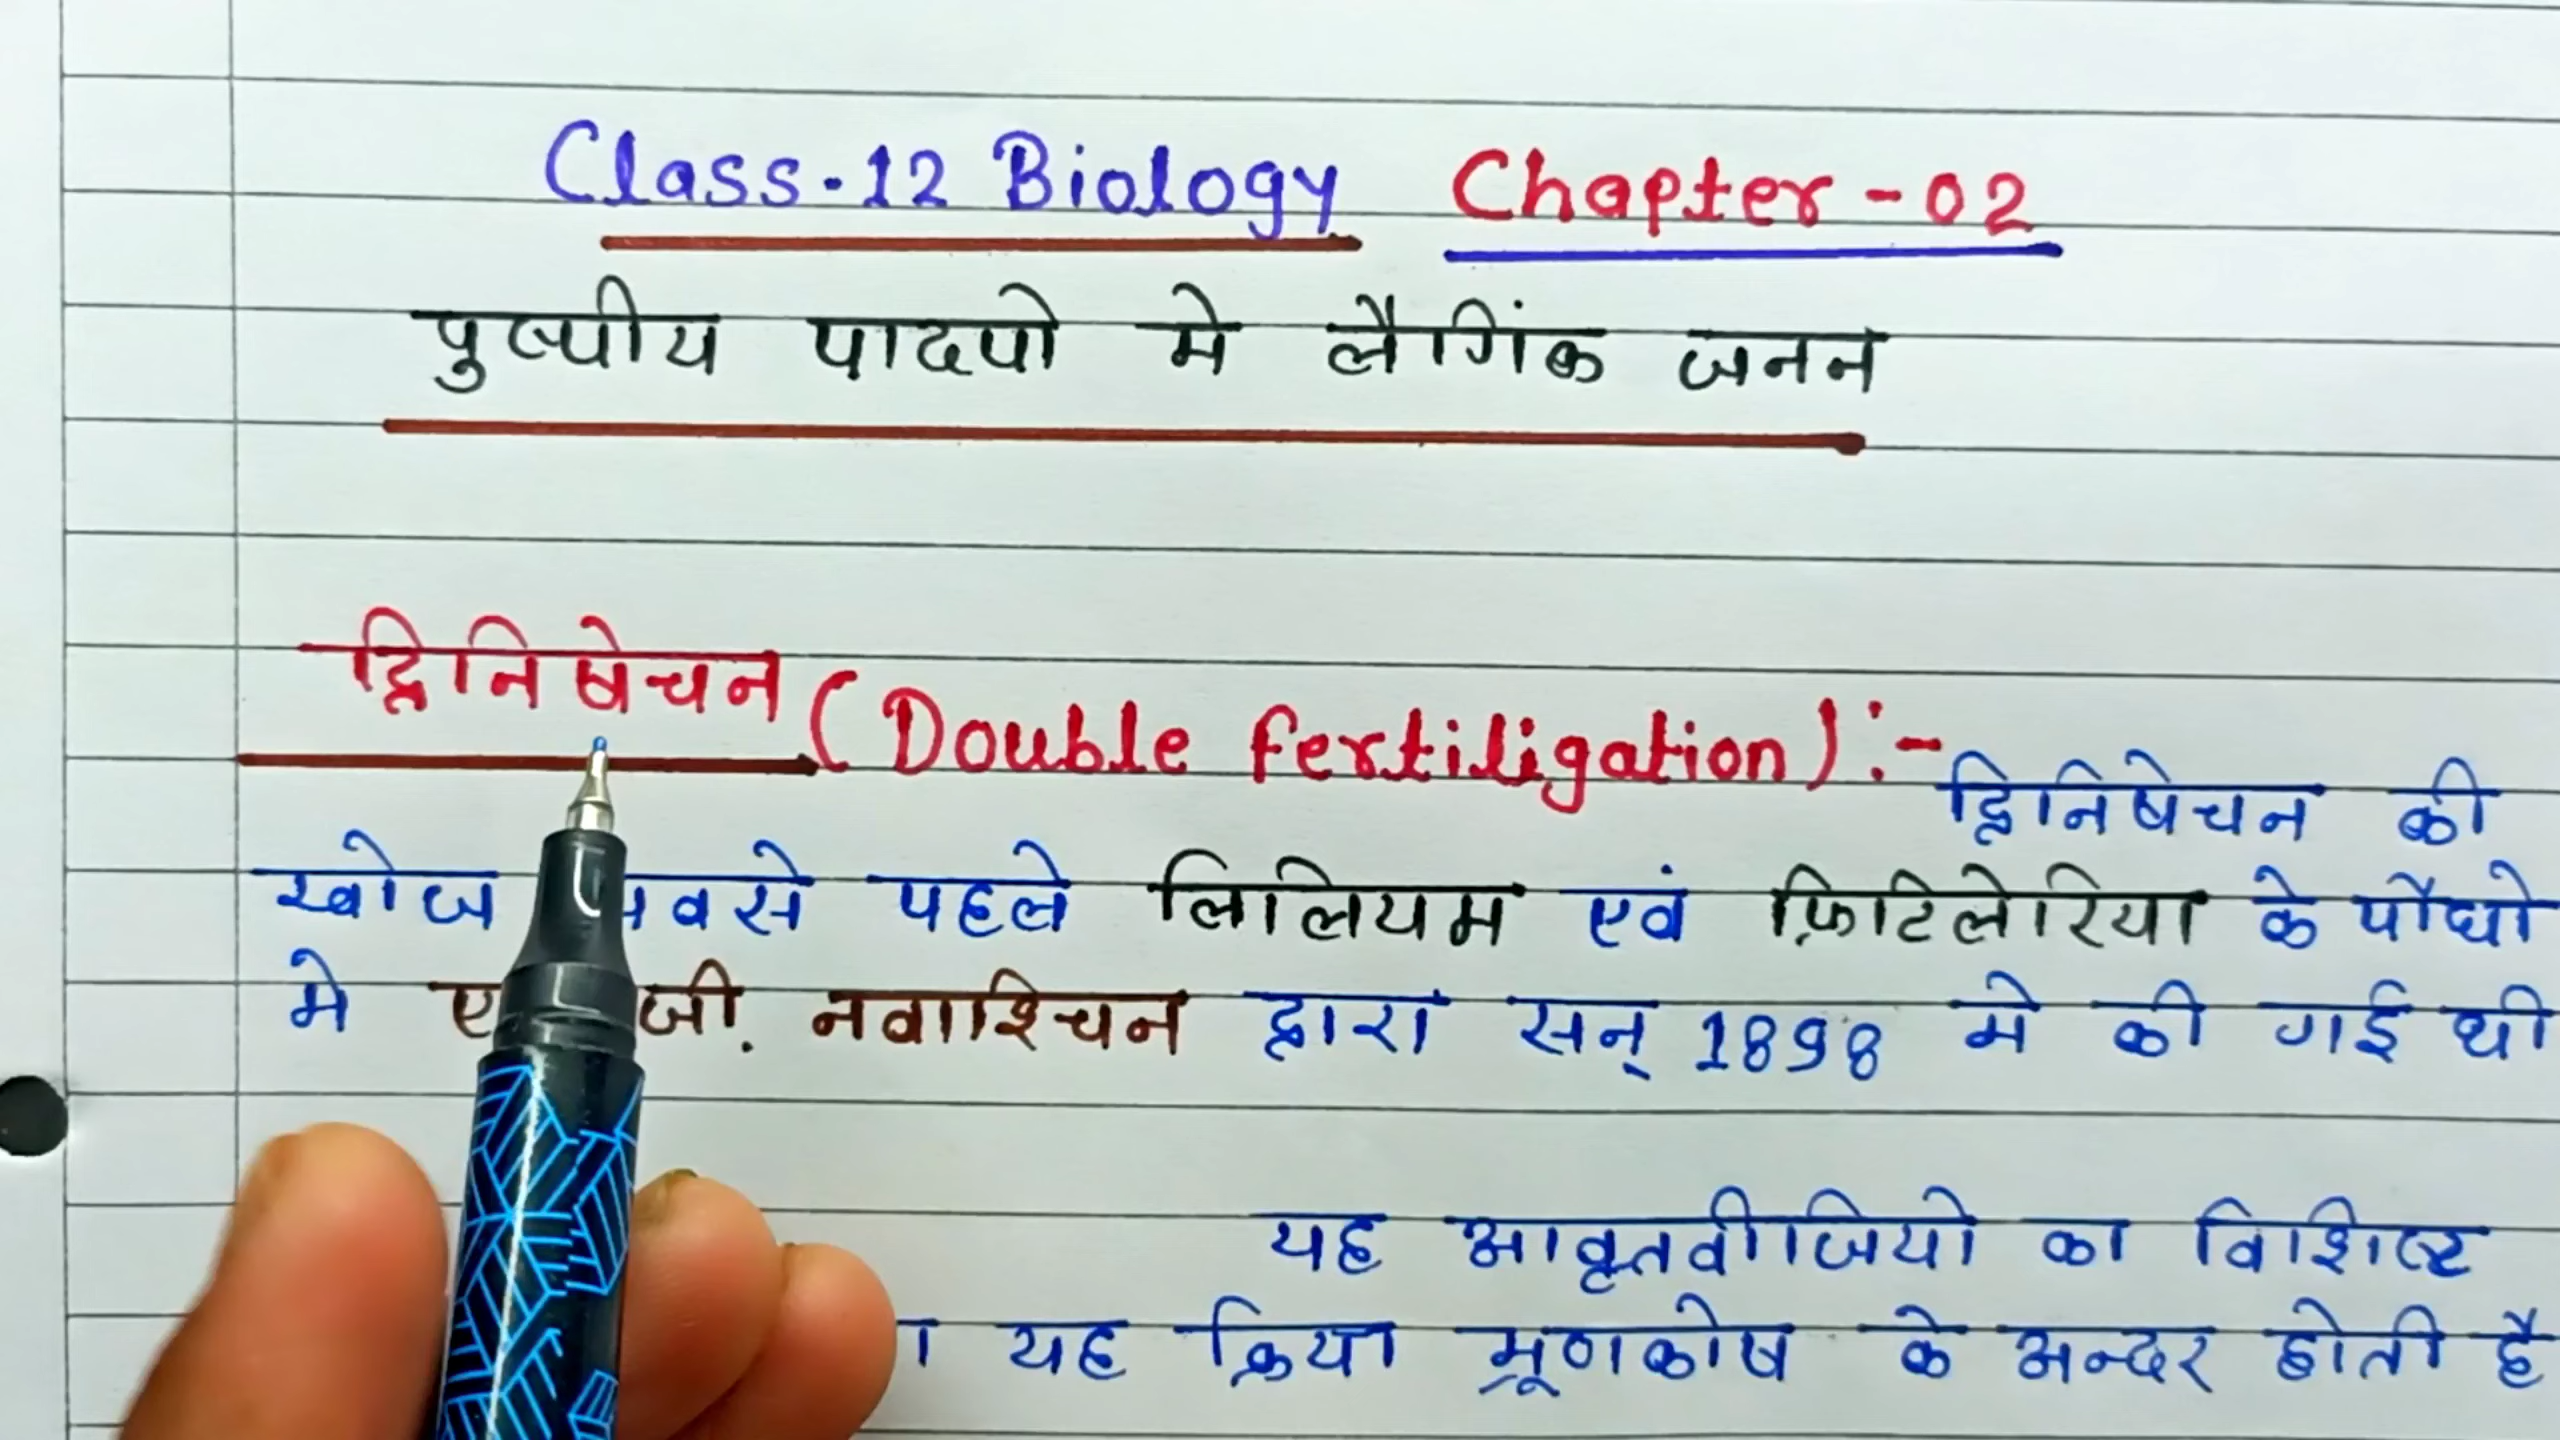 Class-12 Biology Chapter-02
पुष्पीय पादपो मे लैगिंक जनन
द्विनिषेचन (Double fertiligation) :-
द्विनिषेचन की
खोज सबसे पहले लिलियम एवं फ्रिटिलेरिया के पौधो
मे जी. नवाश्चिन द्वारा सन् 1898 मे की गई थी
यह आवृतवीजियो का विशिष्ट
यह क्रिया भ्रूणकोष के अन्दर होती है